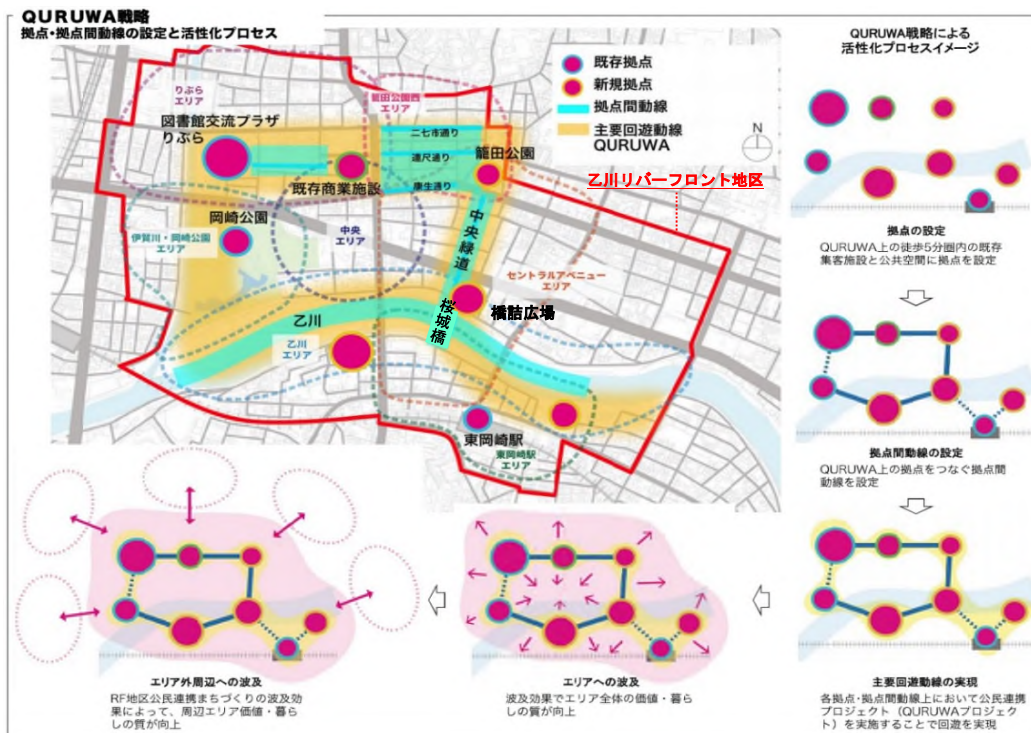 QURUWA戦略
拠点・拠点間動線の設定と活性化プロセス
既存拠点
新規拠点
拠点間動線
主要回遊動線
QURUWA
N
りぶら
エリア
図書館交流プラザ
りぶら
籠田公園西
エリア
二七市通り
連尺通り
康生通り
籠田公園
既存商業施設
乙川リバーフロント地区
岡崎公園
伊賀川・岡崎公園
エリア
中央
エリア
中央緑道
セントラルアベニュー
エリア
橋詰広場
桜城橋
乙川
乙川
エリア
東岡崎駅
東岡崎駅
エリア
QURUWA戦略による
活性化プロセスイメージ
拠点の設定
QURUWA上の徒歩5分圏内の既存
集客施設と公共空間に拠点を設定
拠点間動線の設定
QURUWA上の拠点をつなぐ拠点間
動線を設定
主要回遊動線の実現
各拠点・拠点間動線上において公民連携
プロジェクト（QURUWAプロジェク
ト）を実施することで回遊を実現
エリアへの波及
波及効果でエリア全体の価値・暮ら
しの質が向上
エリア外周辺への波及
RF地区公民連携まちづくりの波及効
果によって、周辺エリア価値・暮ら
しの質が向上